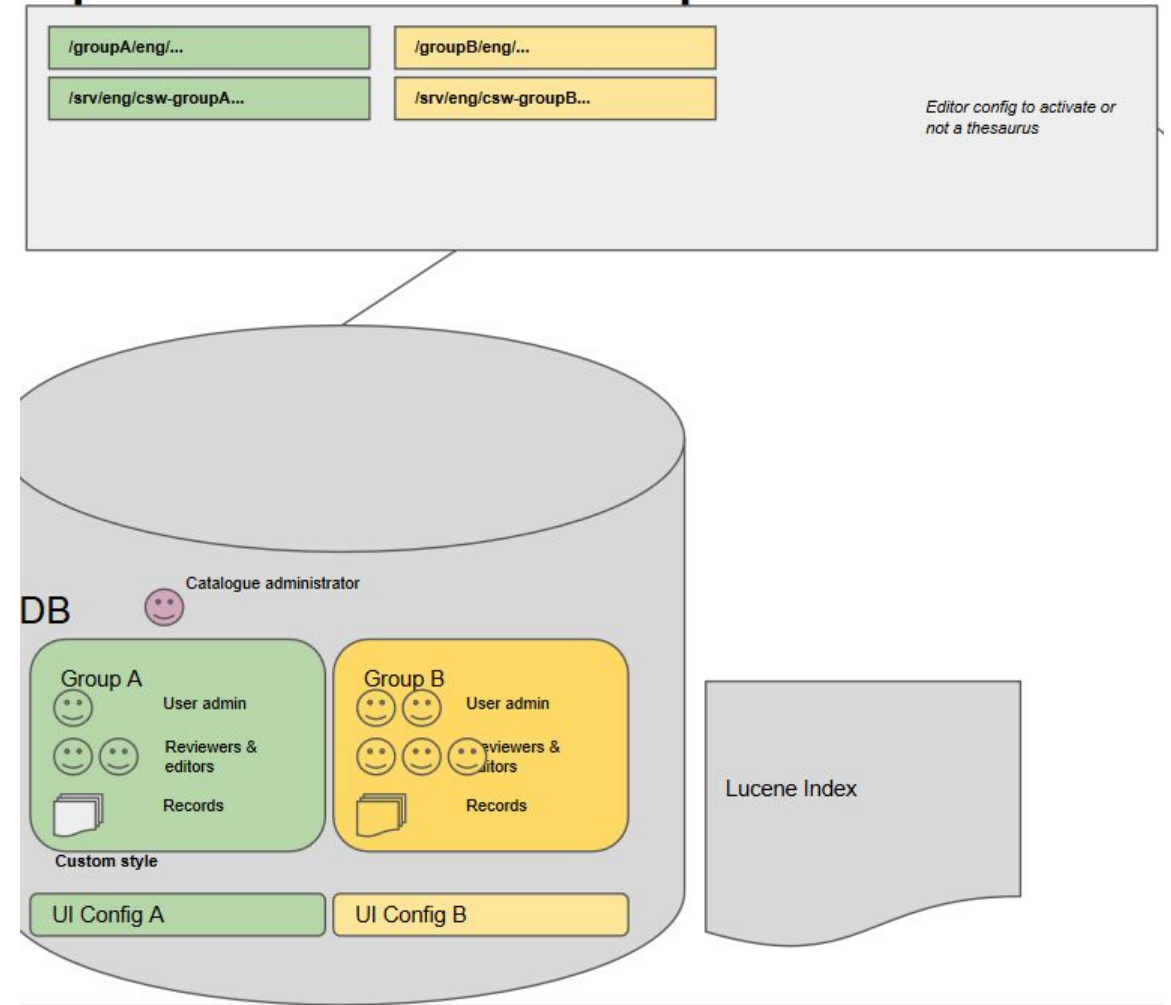 /groupA/eng/...
/groupB/eng/...
/srv/eng/csw-groupA...
/srv/eng/csw-groupB...
Editor config to activate or
not a thesaurus
Catalogue administrator
DB
Group A
User admin
Reviewers &
editors
Records
Custom style
UI Config A
Group B
User admin
&
Records
UI Config B
Lucene Index